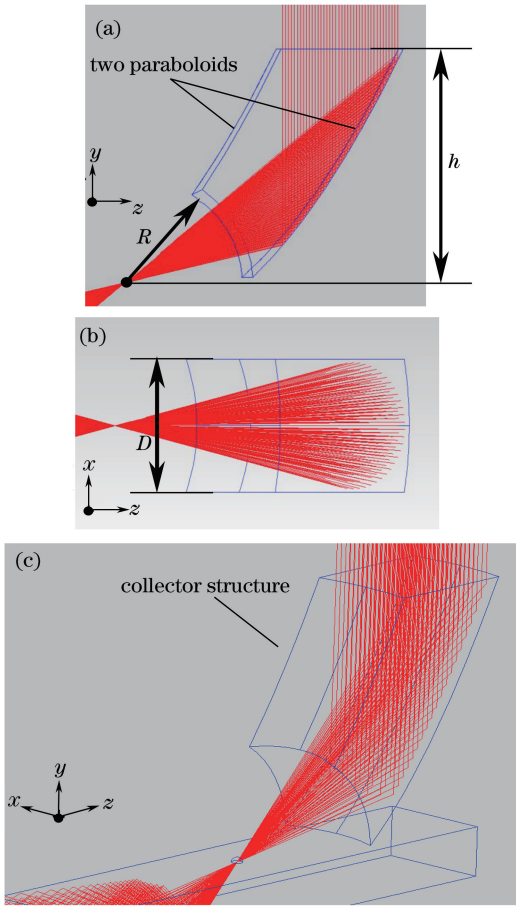 (a)
two paraboloids
y
z
R
h
(b)
D
x
z
(c)
collector structure
y
x
z